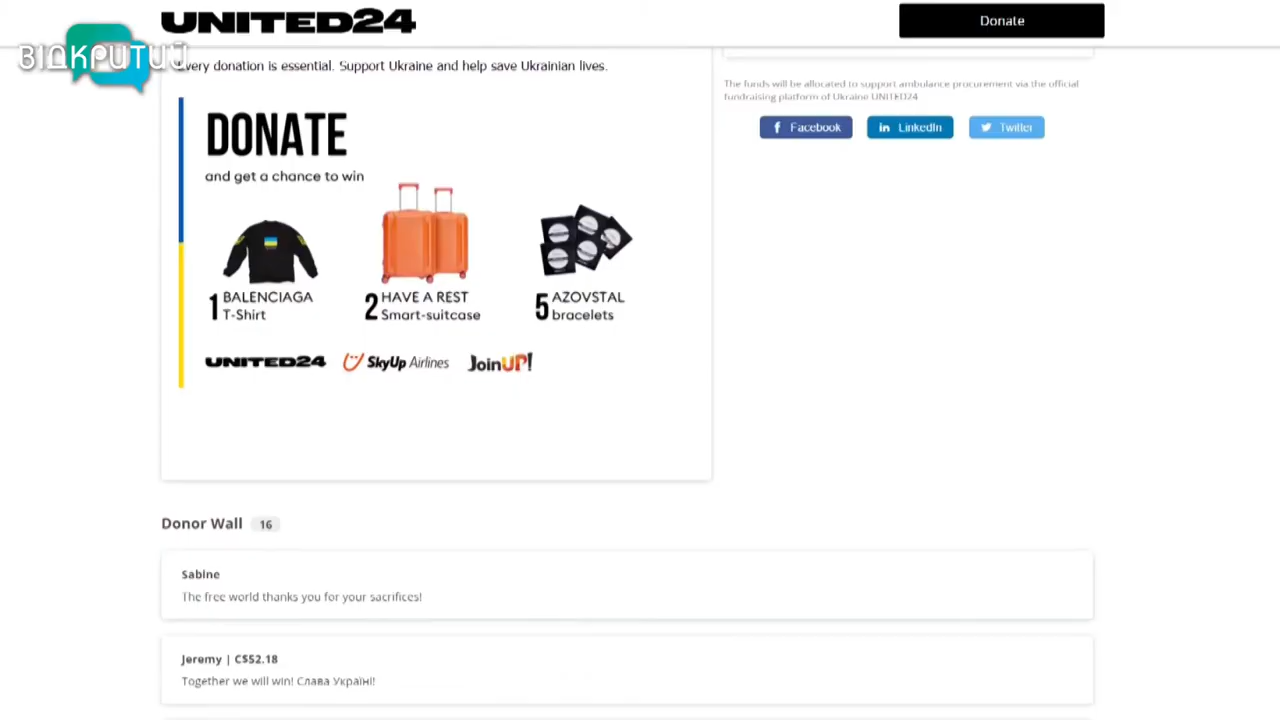 UNITED24
Donate
ВІДКРИТИЙ
every donation is essential. Support Ukraine and help save Ukrainian lives.
The funds will be allocated to support ambulance procurement via the official
fundraising platform of Ukraine UNITED24
Facebook
LinkedIn
Twitter
DONATE
and get a chance to win
1 BALENCIAGA
T-Shirt
2 HAVE A REST
Smart-suitcase
5 AZOVSTAL
bracelets
UNITED24
SkyUp Airlines
JoinUP!
Donor Wall 16
Sabine
The free world thanks you for your sacrifices!
Jeremy | C$52.18
Together we will win! Слава Україні!